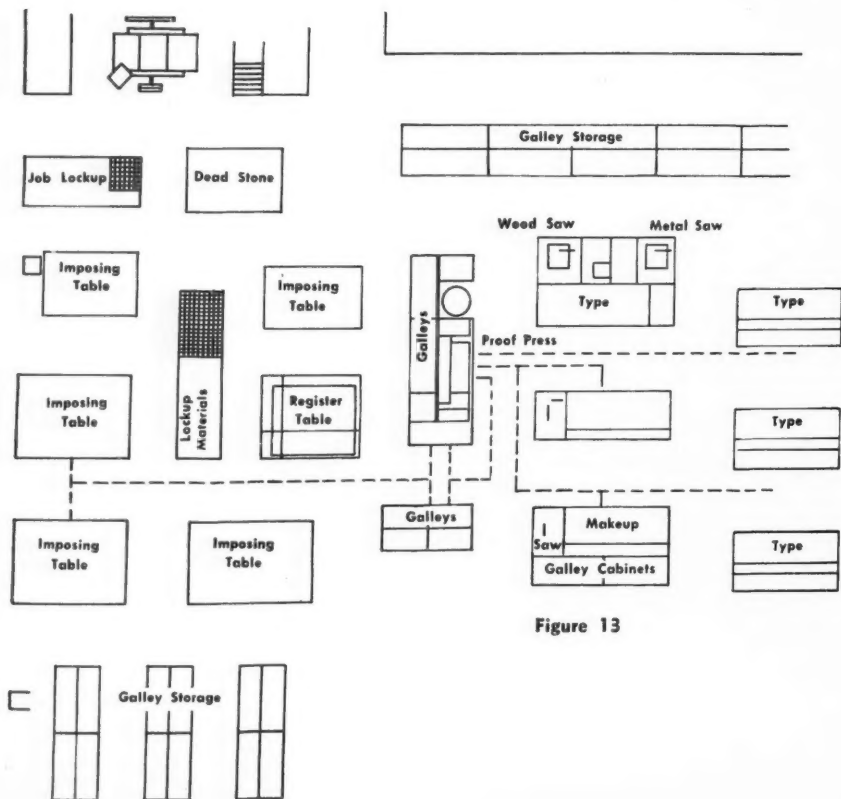 Galley Storage
Job Lockup
Dead Stone
Wood Saw
Metal Saw
Imposing
Table
Imposing
Table
Galleys
Type
Type
Proof Press
Imposing
Table
Lockup
Materials
Register
Table
Type
Imposing
Table
Imposing
Table
Galleys
Saw
Makeup
Galley Cabinets
Type
Figure 13
Galley Storage